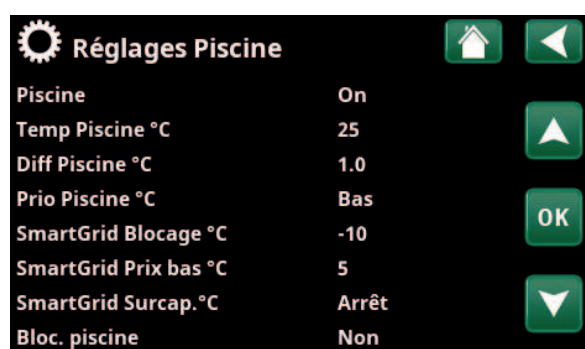 Réglages Piscine
Piscine On
Temp Piscine °C 25
Diff Piscine °C 1.0
Prio Piscine °C Bas
OK
SmartGrid Blocage °C -10
SmartGrid Prix bas °C 5
SmartGrid Surcap.°C Arrêt
Bloc. piscine Non